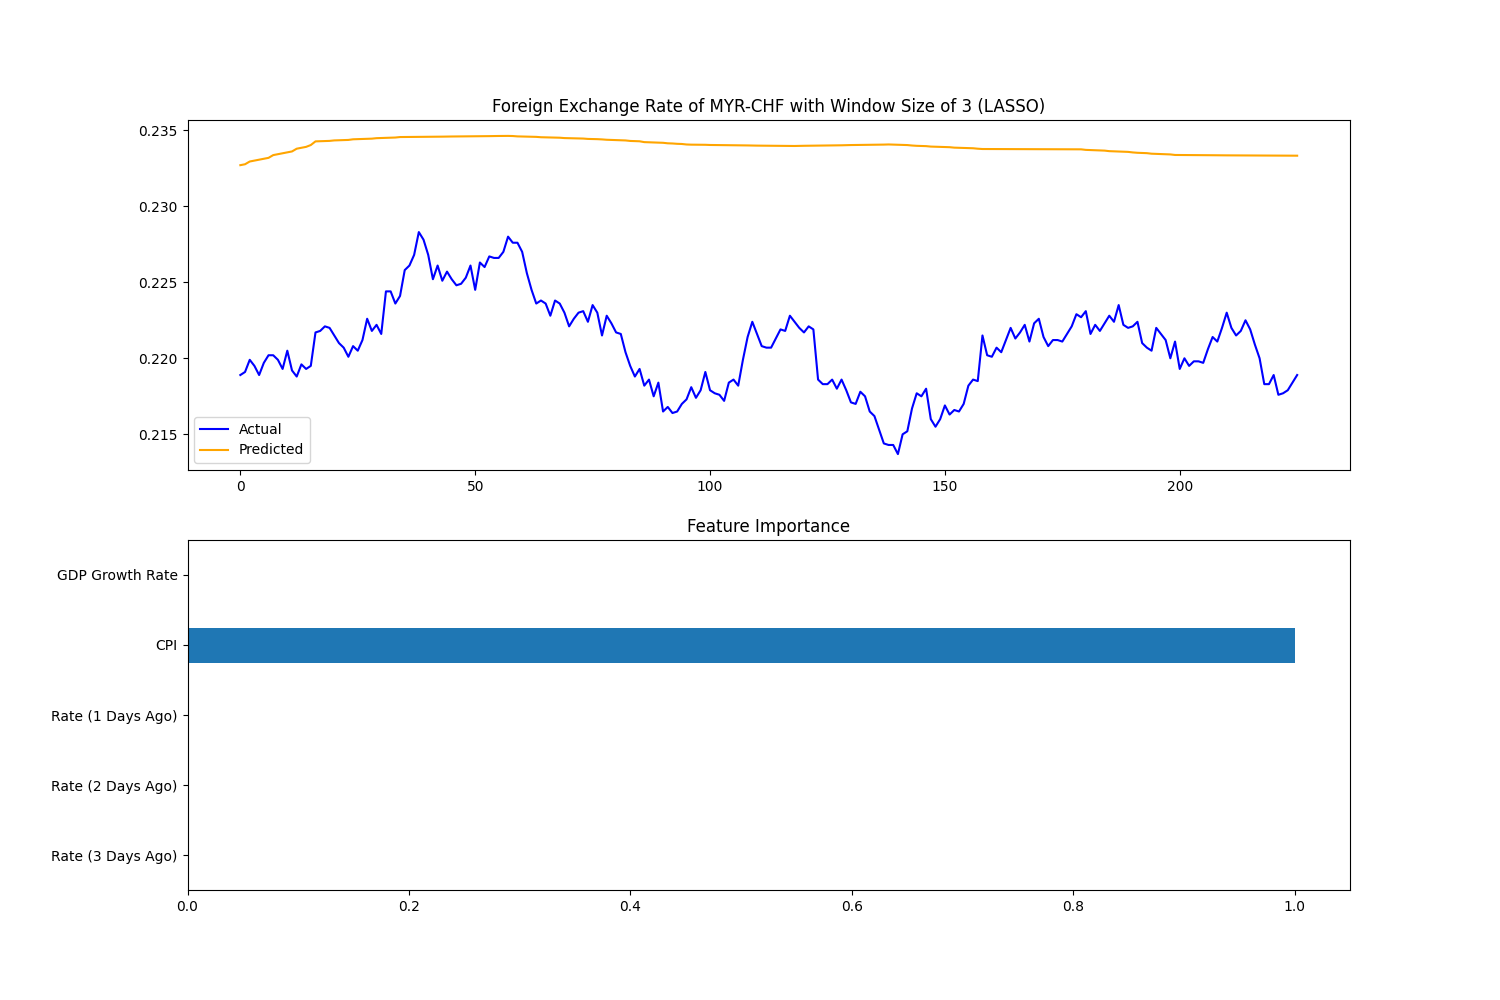 Foreign Exchange Rate of MYR-CHF with Window Size of 3 (LASSO)
0.235
0.230
0.225
0.220
0.215
Actual
Predicted
0 50 100 150 200
Feature Importance
GDP Growth Rate
CPI
Rate (1 Days Ago)
Rate (2 Days Ago)
Rate (3 Days Ago)
0.0 0.2 0.4 0.6 0.8 1.0